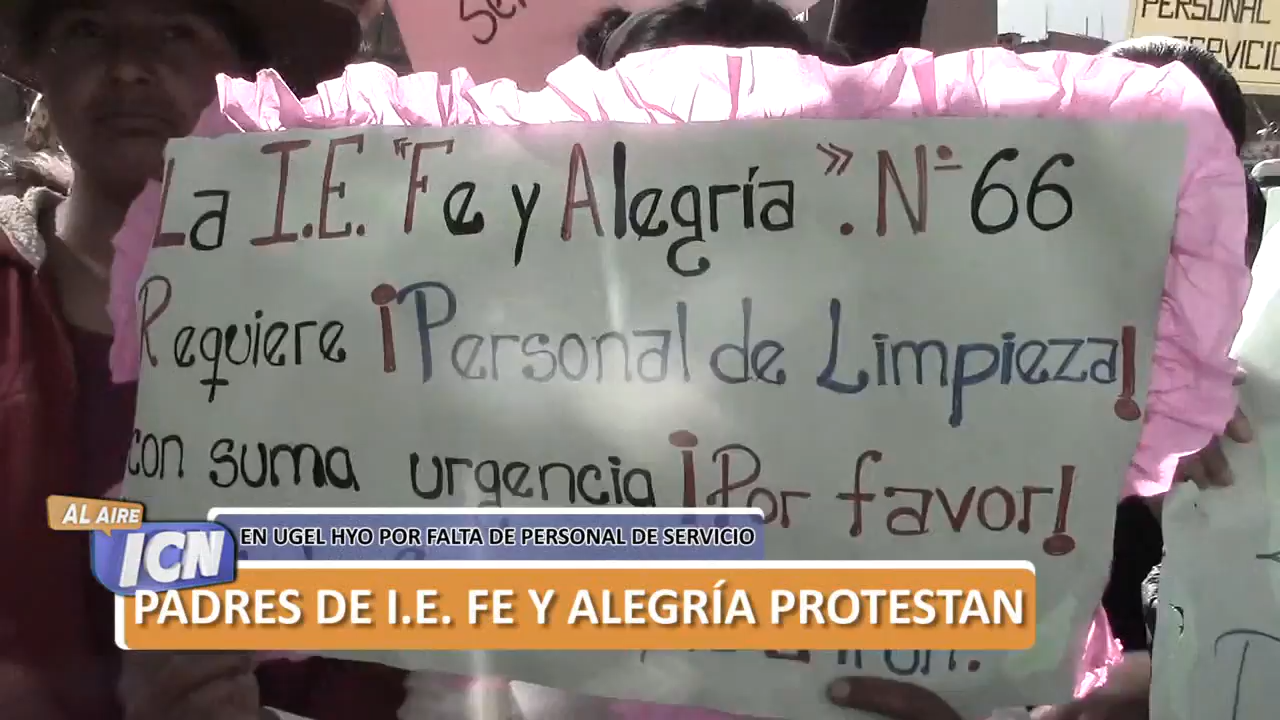 PERSONAL
SERVICIO
La I.E. "Fe y Alegría". N° 66
Requiere ¡Personal de Limpieza!
con suma urgencia ¡Por favor!
AL AIRE
ICN
EN UGEL HYO POR FALTA DE PERSONAL DE SERVICIO
PADRES DE I.E. FE Y ALEGRÍA PROTESTAN